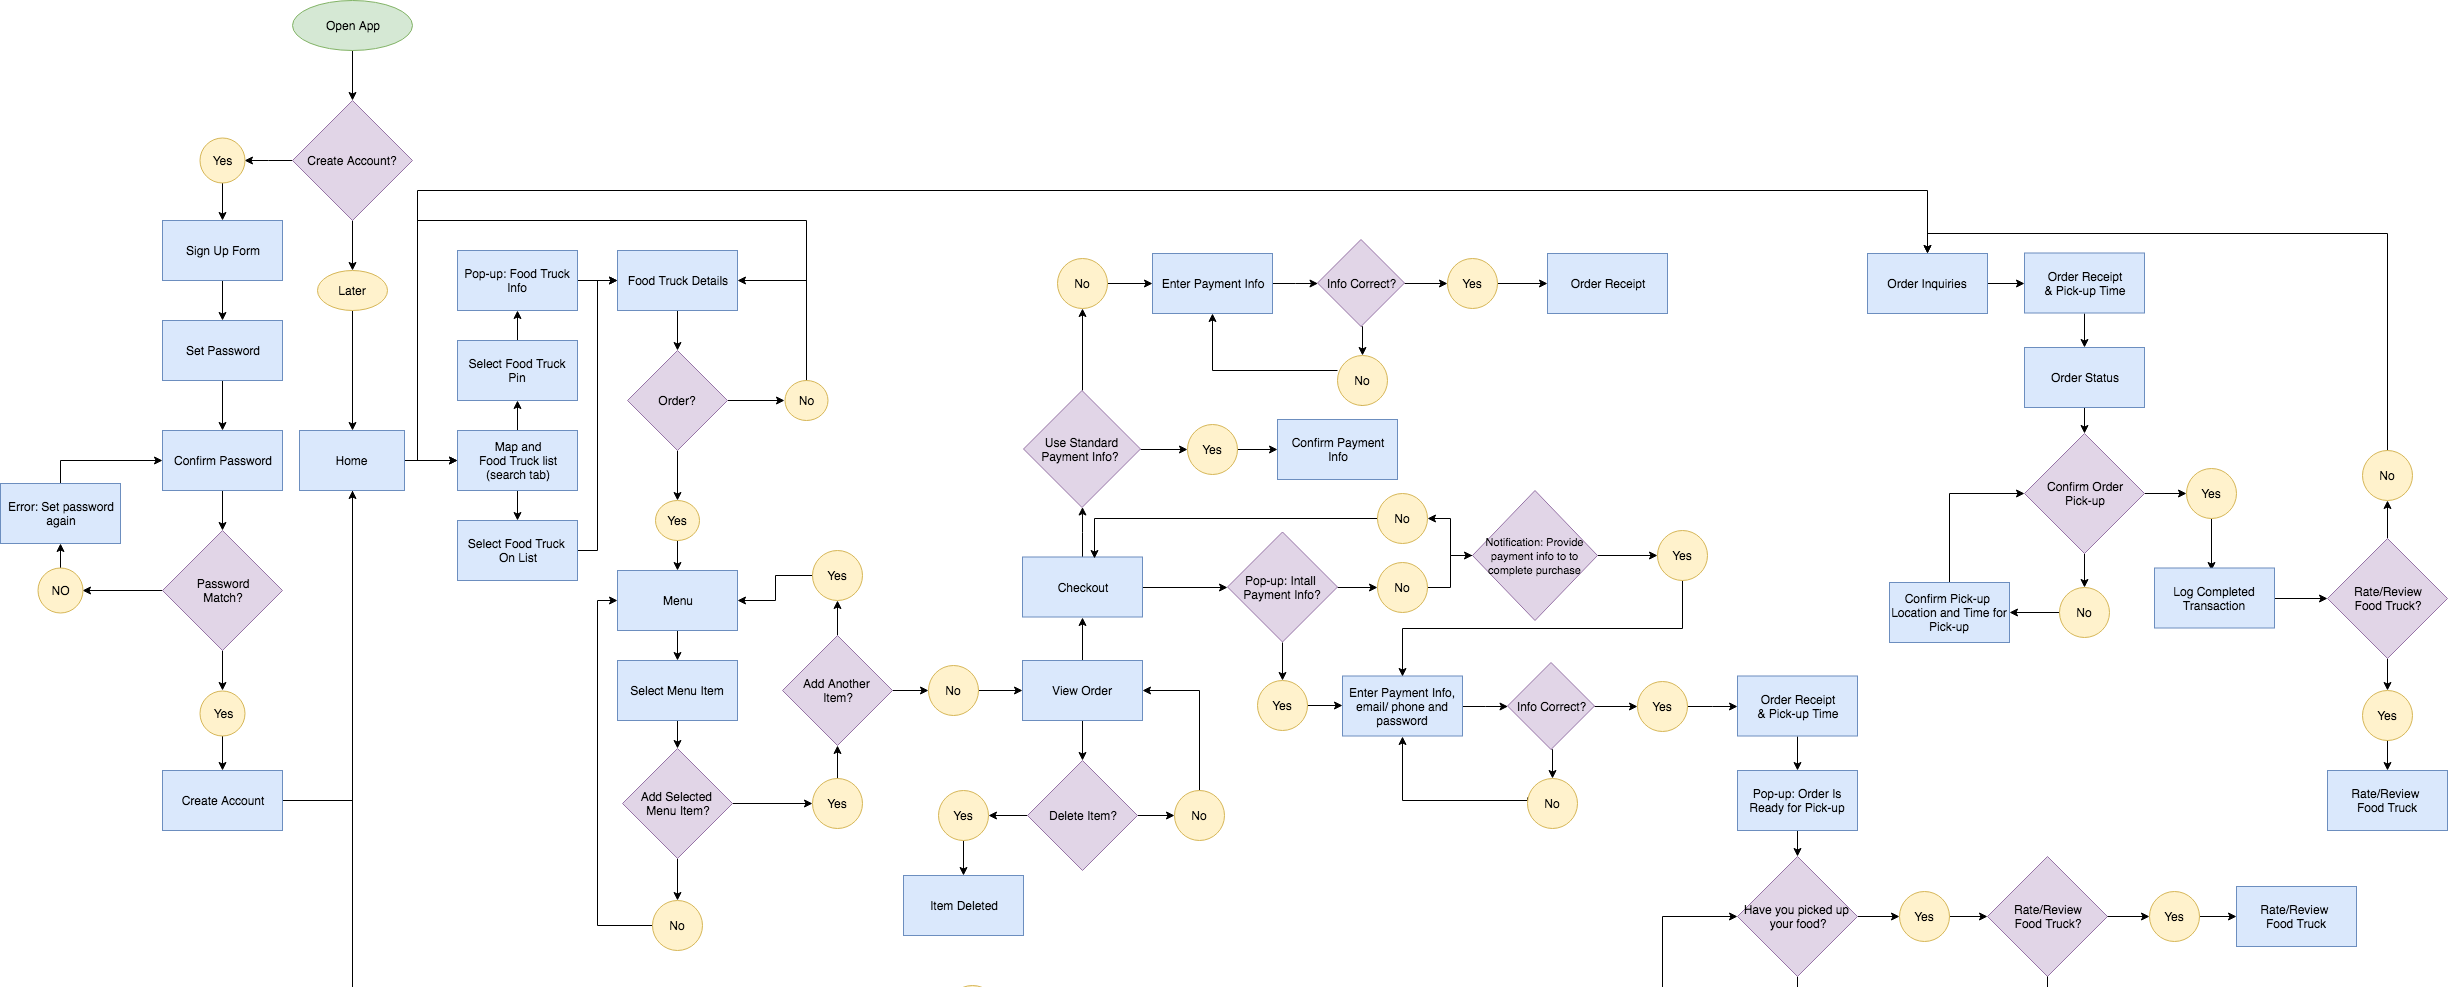 Open App
Create Account?
Yes
Sign Up Form
Set Password
Confirm Password
Error: Set password
again
NO
Password
Match?
Yes
Create Account
Later
Home
Pop-up: Food Truck
Info
Select Food Truck
Pin
Map and
Food Truck list
(search tab)
Select Food Truck
On List
Food Truck Details
Order?
No
Yes
Menu
Select Menu Item
Add Selected
Menu Item?
No
Yes
Add Another
Item?
Yes
No
View Order
Delete Item?
Yes
No
Item Deleted
Checkout
Use Standard
Payment Info?
No
Enter Payment Info
Info Correct?
Yes
Order Receipt
No
Yes
Confirm Payment
Info
Pop-up: Intall
Payment Info?
No
No
Notification: Provide
payment info to to
complete purchase
Yes
Yes
Enter Payment Info,
email/ phone and
password
Info Correct?
Yes
No
Order Receipt
& Pick-up Time
Pop-up: Order Is
Ready for Pick-up
Have you picked up
your food?
Yes
Rate/Review
Food Truck?
Yes
Rate/Review
Food Truck
Order Inquiries
Order Receipt
& Pick-up Time
Order Status
Confirm Order
Pick-up
Yes
No
Confirm Pick-up
Location and Time for
Pick-up
Log Completed
Transaction
Rate/Review
Food Truck?
No
Yes
Rate/Review
Food Truck